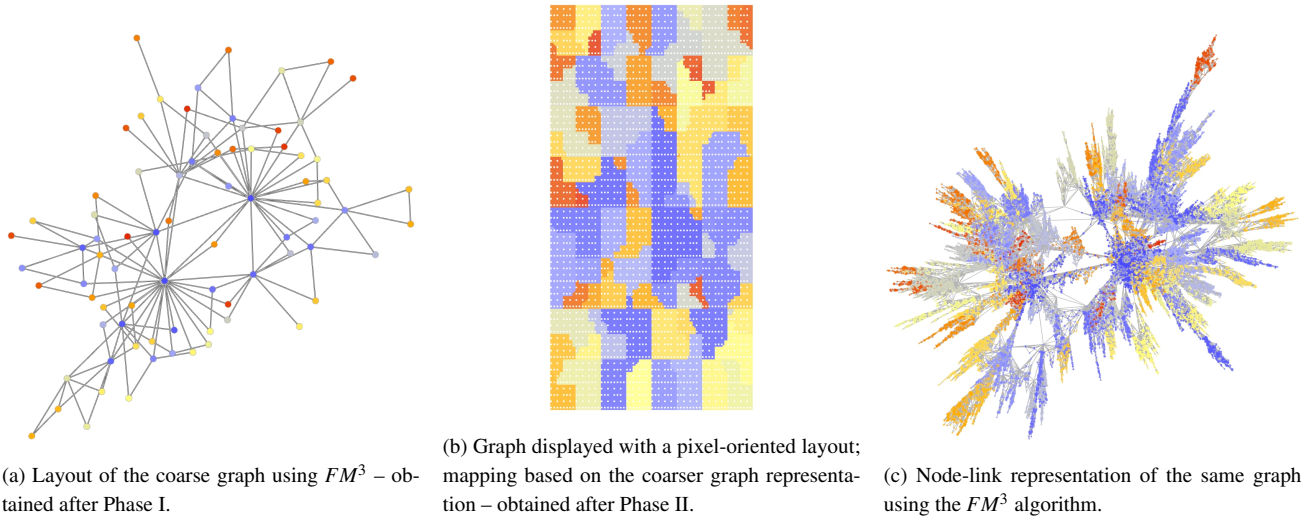 (a) Layout of the coarse graph using FM³ – ob-
tained after Phase I.
(b) Graph displayed with a pixel-oriented layout;
mapping based on the coarser graph representa-
tion – obtained after Phase II.
(c) Node-link representation of the same graph
using the FM³ algorithm.